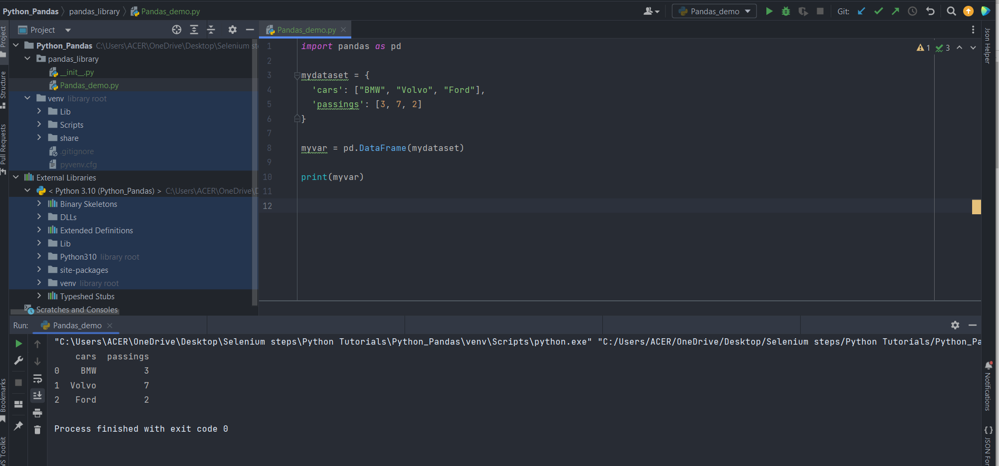 Python_Pandas pandas_library Pandas_demo.py
Pandas_demo
Git:
Project
Project
Structure
Pull Requests
Bookmarks
Python_Pandas C:\Users\ACER\OneDrive\Desktop\Selenium
pandas_library
__init__.py
Pandas_demo.py
venv library root
Lib
Scripts
share
.gitignore
pyvenv.cfg
External Libraries
< Python 3.10 (Python_Pandas) > C:\Users\ACER\OneDrive\
Binary Skeletons
DLLs
Extended Definitions
Lib
Python310 library root
site-packages
venv library root
Typeshed Stubs
Scratches and Consoles
Pandas_demo.py
1 import pandas as pd
2
3 mydataset = {
4 'cars': ["BMW", "Volvo", "Ford"],
5 'passings': [3, 7, 2]
6 }
7
8 myvar = pd.DataFrame(mydataset)
9
10 print(myvar)
11
12
1 3
Json Helper
Notifications
Run: Pandas_demo
"C:\Users\ACER\OneDrive\Desktop\Selenium steps\Python Tutorials\Python_Pandas\venv\Scripts\python.exe" "C:/Users/ACER/OneDrive/Desktop/Selenium steps/Python Tutorials/Python_Pa
cars passings
0 BMW 3
1 Volvo 7
2 Ford 2
Process finished with exit code 0
Toolkit
{} JSON For